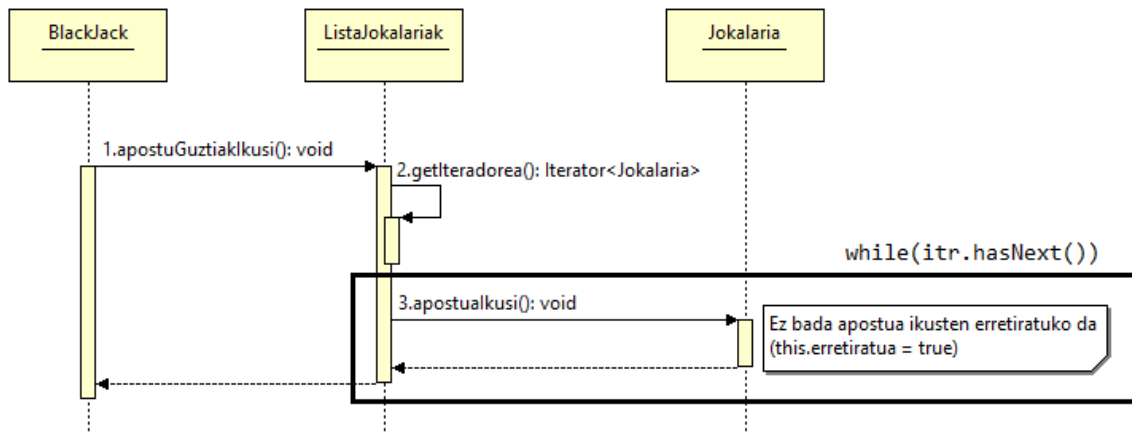 BlackJack
ListaJokalariak
Jokalaria
1.apostuGuztiakIkusi(): void
2.getIteradorea(): Iterator<Jokalaria>
while(itr.hasNext())
3.apostuaIkusi(): void
Ez bada apostua ikusten erretiratuko da
(this.erretiratua = true)